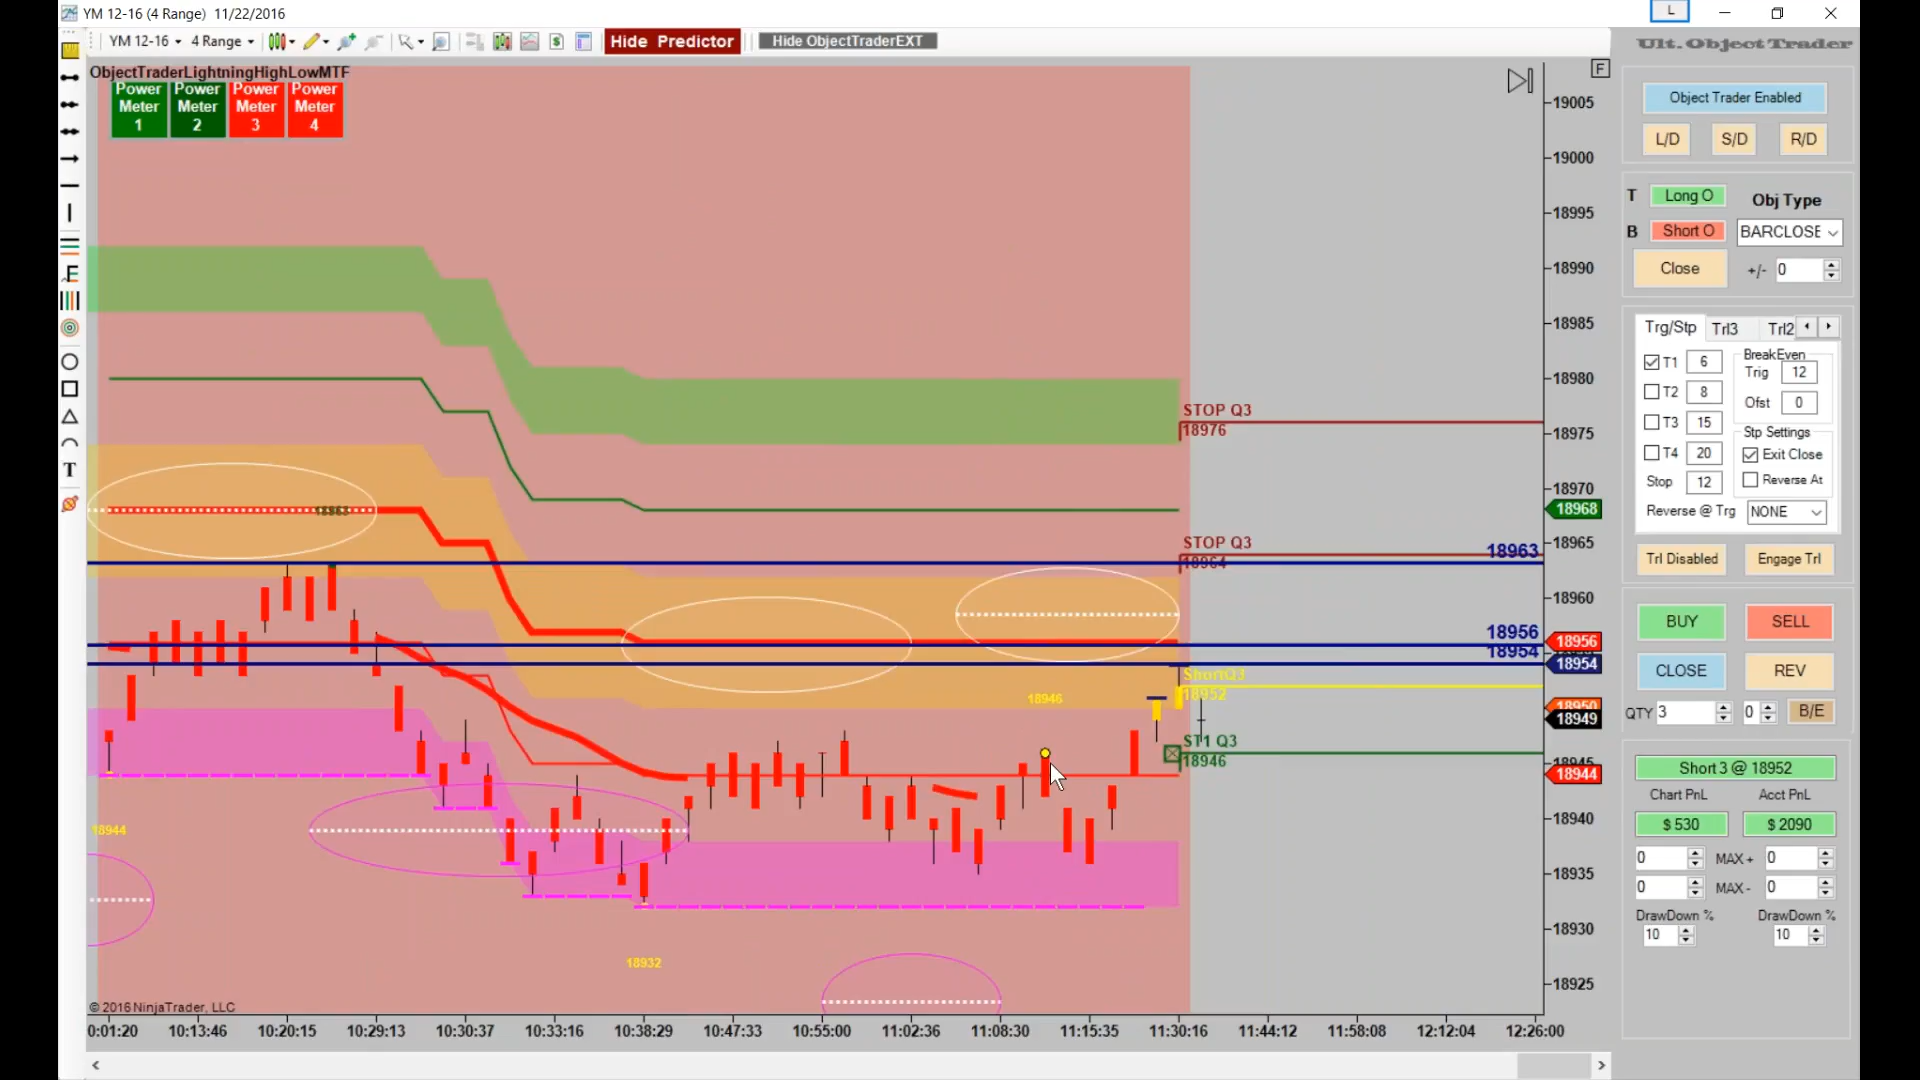 YM 12-16 (4 Range)  11/22/2016
L
YM 12-16
4 Range
Hide Predictor
Hide ObjectTraderEXT
Ult. Object Trader
ObjectTraderLightningHighLowMTF
F
Power Meter 1
Power Meter 2
Power Meter 3
Power Meter 4
19005
19000
18995
18990
18985
18980
18975
18970
18965
18960
18945
18940
18935
18930
18925
18968
18956
18954
18950
18949
18944
STOP Q3
18976
STOP Q3
18964
18963
18956
18954
ShortQ3
18952
ST1 Q3
18946
18963
18946
18944
18932
© 2016 NinjaTrader, LLC
0:01:20
10:13:46
10:20:15
10:29:13
10:30:37
10:33:16
10:38:29
10:47:33
10:55:00
11:02:36
11:08:30
11:15:35
11:30:16
11:44:12
11:58:08
12:12:04
12:26:00
Object Trader Enabled
L/D
S/D
R/D
T
Long O
Obj Type
B
Short O
BARCLOSE
Close
+/-
0
Trg/Stp
Trl3
Trl2
T1
6
T2
8
T3
15
T4
20
Stop
12
BreakEven
Trig
12
Ofst
0
Stp Settings
Exit Close
Reverse At
Reverse @ Trg
NONE
Trl Disabled
Engage Trl
BUY
SELL
CLOSE
REV
QTY
3
0
B/E
Short 3 @ 18952
Chart PnL
Acct PnL
$ 530
$ 2090
0
MAX +
0
0
MAX -
0
DrawDown %
DrawDown %
10
10
T
E